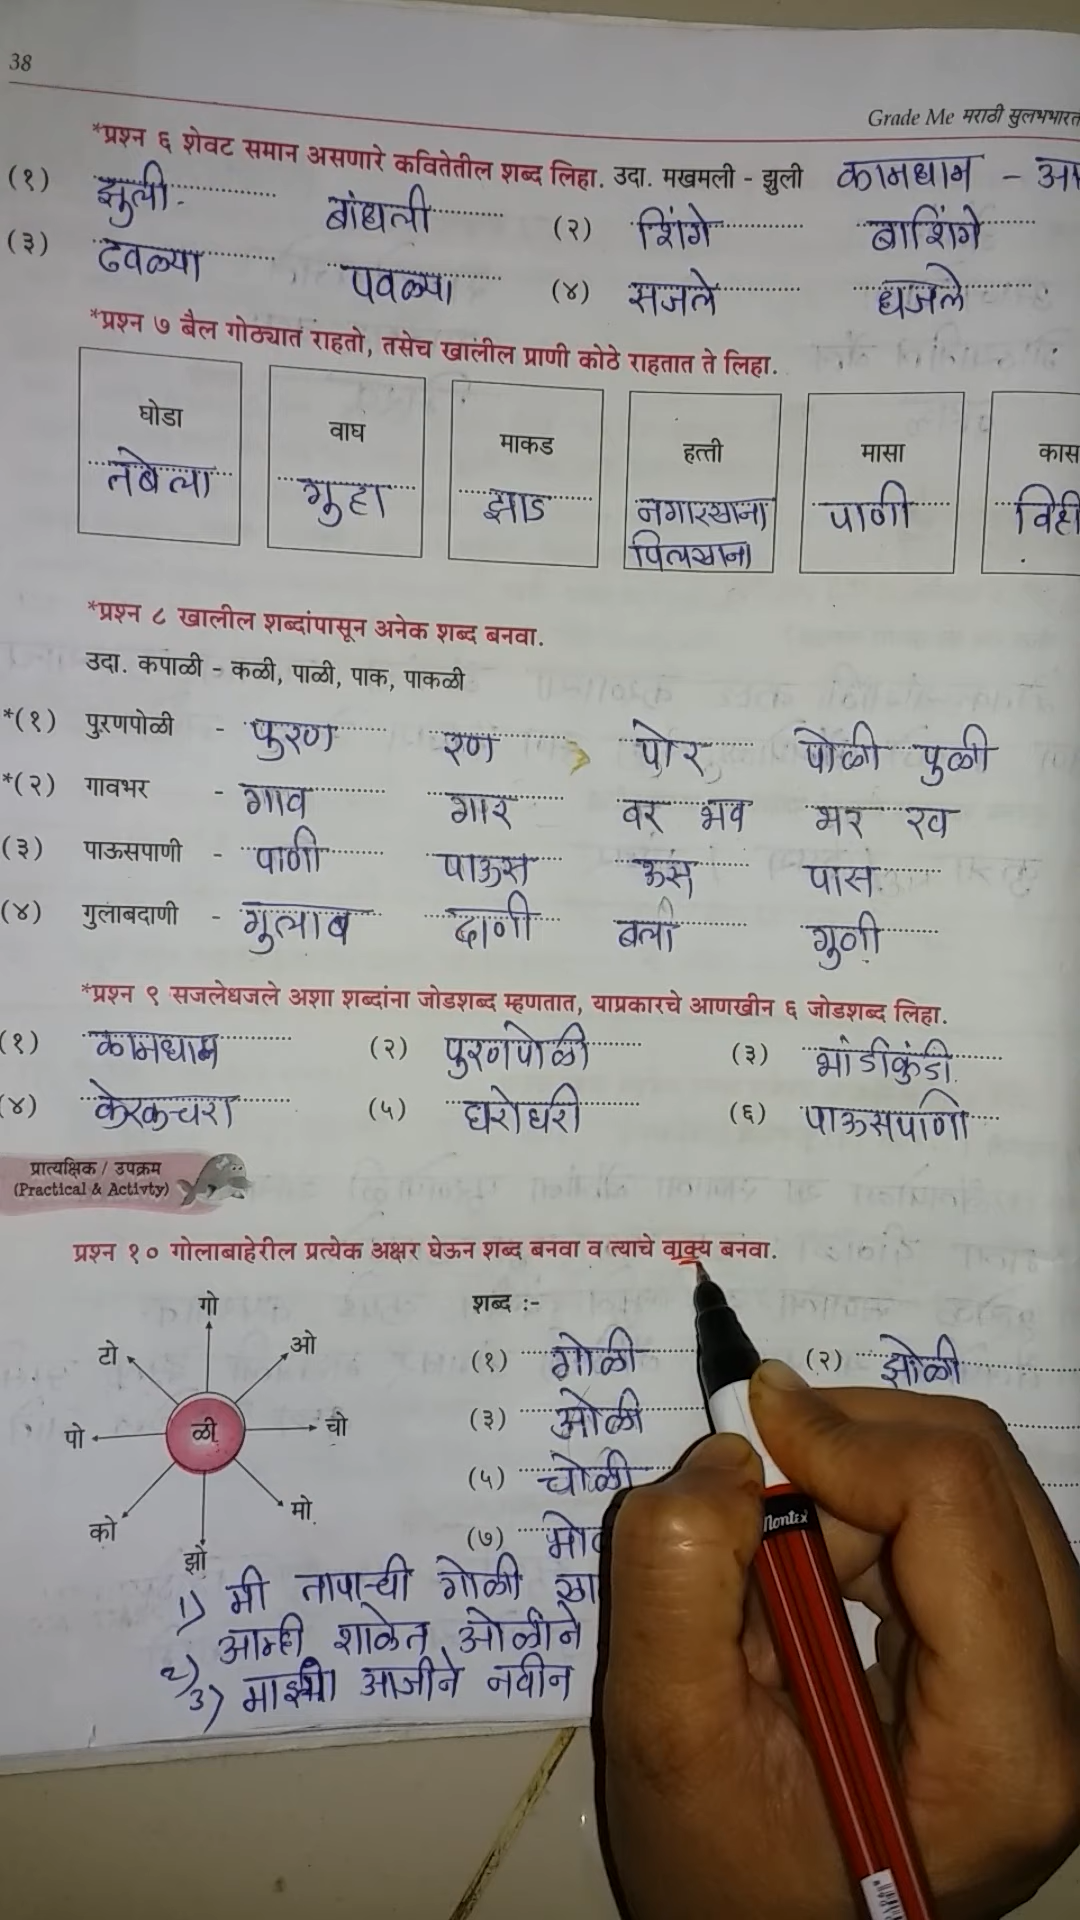 38
Grade Me मराठी सुलभभारत
*प्रश्न ६ शेवट समान असणारे कवितेतील शब्द लिहा. उदा. मखमली - झुली कामधाम -
(१) झुली. बांधली (२) शिंगे बाशिंगे
(३) ढवळ्या पवळ्या (४) सजले धजले
*प्रश्न ७ बैल गोठ्यात राहतो, तसेच खालील प्राणी कोठे राहतात ते लिहा.
घोडा वाघ माकड हत्ती मासा कास
तबेला गुहा झाड नगारखाना पाणी विही
पिलखाना
*प्रश्न ८ खालील शब्दांपासून अनेक शब्द बनवा.
उदा. कपाळी - कळी, पाळी, पाक, पाकळी
*(१) पुरणपोळी - पुरण रण पोर पोळी पुळी
*(२) गावभर - गाव गार वर भव भर रव
(३) पाऊसपाणी - पाणी पाऊस ऊस पास
(४) गुलाबदाणी - गुलाब दाणी बली गुणी
*प्रश्न ९ सजलेधजले अशा शब्दांना जोडशब्द म्हणतात, याप्रकारचे आणखीन ६ जोडशब्द लिहा.
(१) कामधाम (२) पुरणपोळी (३) भांडीकुंडी.
(४) केरकचरा (५) घरोघरी (६) पाऊसपाणी
प्रात्यक्षिक / उपक्रम
(Practical & Activty)
प्रश्न १० गोलाबाहेरील प्रत्येक अक्षर घेऊन शब्द बनवा व त्याचे वाक्य बनवा.
गो शब्द :-
टो ओ (१) गोळी (२) झोळी
पो ळी चो (३) ओळी
को मो (५) चोळी
झो (७)
1) मी तापाची गोळी
२) आम्ही शाळेत ओळीने
3) माझ्या आजीने नवीन
Montex